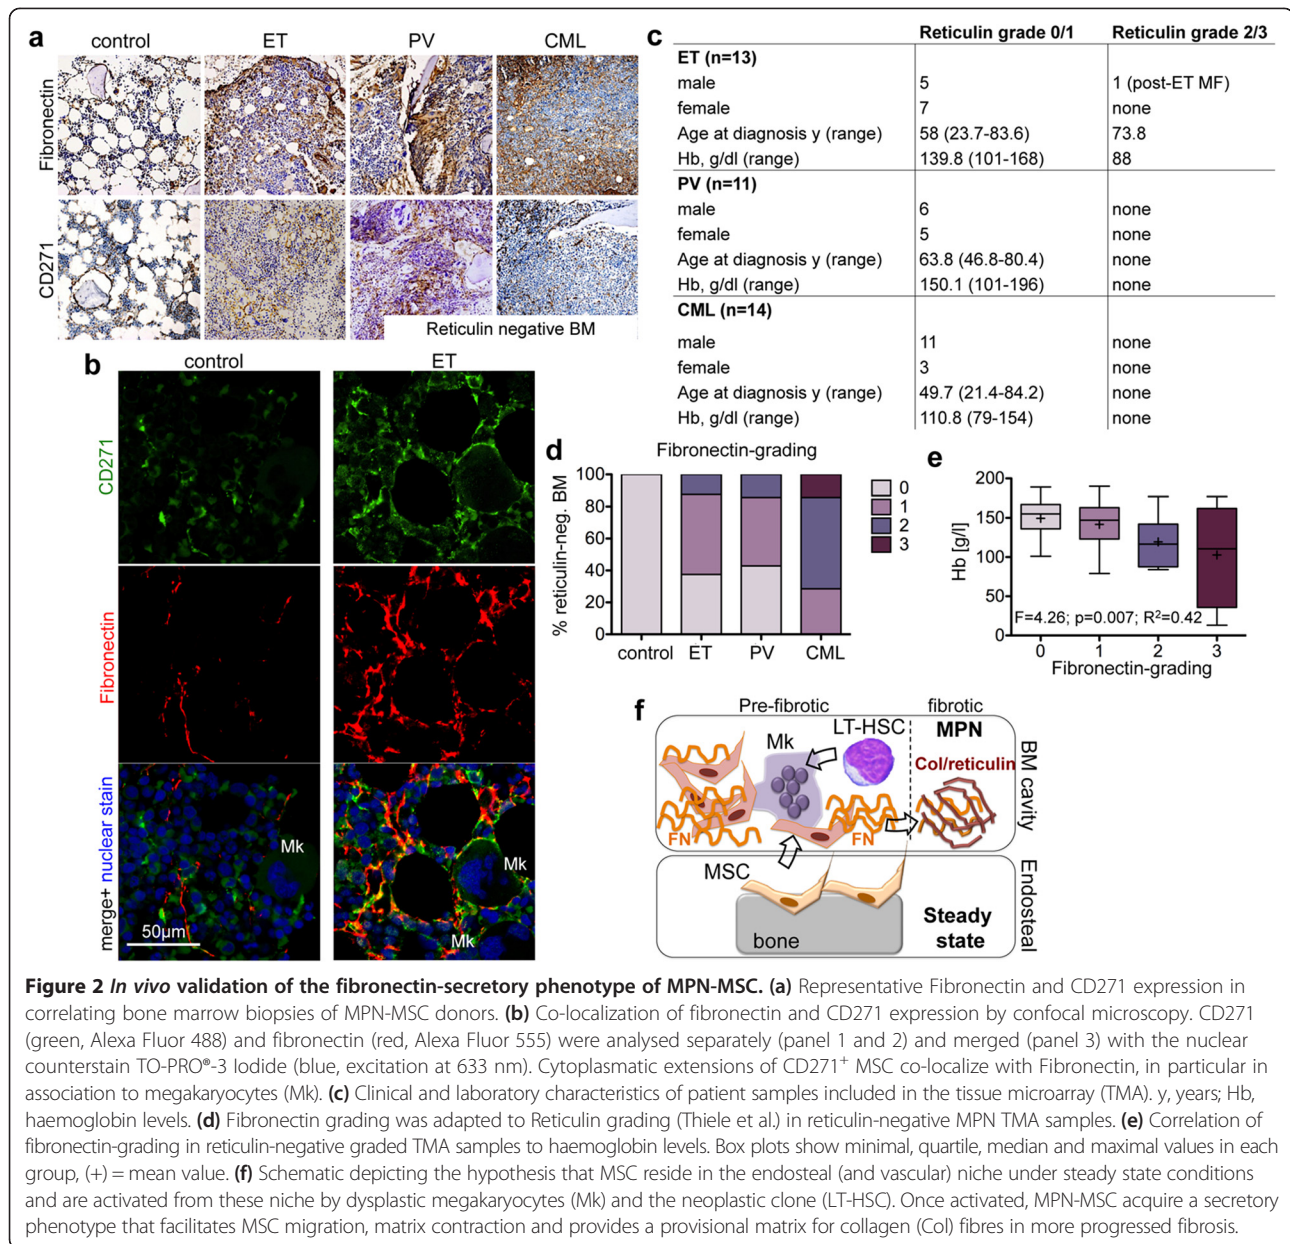 a
control ET PV CML
Fibronectin
CD271
Reticulin negative BM
b
control ET
CD271
Fibronectin
merge+ nuclear stain
Mk
Mk
Mk
50µm
c
Reticulin grade 0/1 Reticulin grade 2/3
ET (n=13)
male 5 1 (post-ET MF)
female 7 none
Age at diagnosis y (range) 58 (23.7-83.6) 73.8
Hb, g/dl (range) 139.8 (101-168) 88
PV (n=11)
male 6 none
female 5 none
Age at diagnosis y (range) 63.8 (46.8-80.4) none
Hb, g/dl (range) 150.1 (101-196) none
CML (n=14)
male 11 none
female 3 none
Age at diagnosis y (range) 49.7 (21.4-84.2) none
Hb, g/dl (range) 110.8 (79-154) none
d
Fibronectin-grading
% reticulin-neg. BM
100
80
60
40
20
0
control ET PV CML
0
1
2
3
e
Hb [g/l]
200
150
100
50
0
F=4.26; p=0.007; R²=0.42
0 1 2 3
Fibronectin-grading
f
Pre-fibrotic fibrotic
LT-HSC MPN
Mk
Col/reticulin
FN FN
BM cavity
MSC
bone
Steady
state
Endosteal
Figure 2 In vivo validation of the fibronectin-secretory phenotype of MPN-MSC. (a) Representative Fibronectin and CD271 expression in
correlating bone marrow biopsies of MPN-MSC donors. (b) Co-localization of fibronectin and CD271 expression by confocal microscopy. CD271
(green, Alexa Fluor 488) and fibronectin (red, Alexa Fluor 555) were analysed separately (panel 1 and 2) and merged (panel 3) with the nuclear
counterstain TO-PRO®-3 Iodide (blue, excitation at 633 nm). Cytoplasmatic extensions of CD271⁺ MSC co-localize with Fibronectin, in particular in
association to megakaryocytes (Mk). (c) Clinical and laboratory characteristics of patient samples included in the tissue microarray (TMA). y, years; Hb,
haemoglobin levels. (d) Fibronectin grading was adapted to Reticulin grading (Thiele et al.) in reticulin-negative MPN TMA samples. (e) Correlation of
fibronectin-grading in reticulin-negative graded TMA samples to haemoglobin levels. Box plots show minimal, quartile, median and maximal values in each
group, (+) = mean value. (f) Schematic depicting the hypothesis that MSC reside in the endosteal (and vascular) niche under steady state conditions
and are activated from these niche by dysplastic megakaryocytes (Mk) and the neoplastic clone (LT-HSC). Once activated, MPN-MSC acquire a secretory
phenotype that facilitates MSC migration, matrix contraction and provides a provisional matrix for collagen (Col) fibres in more progressed fibrosis.